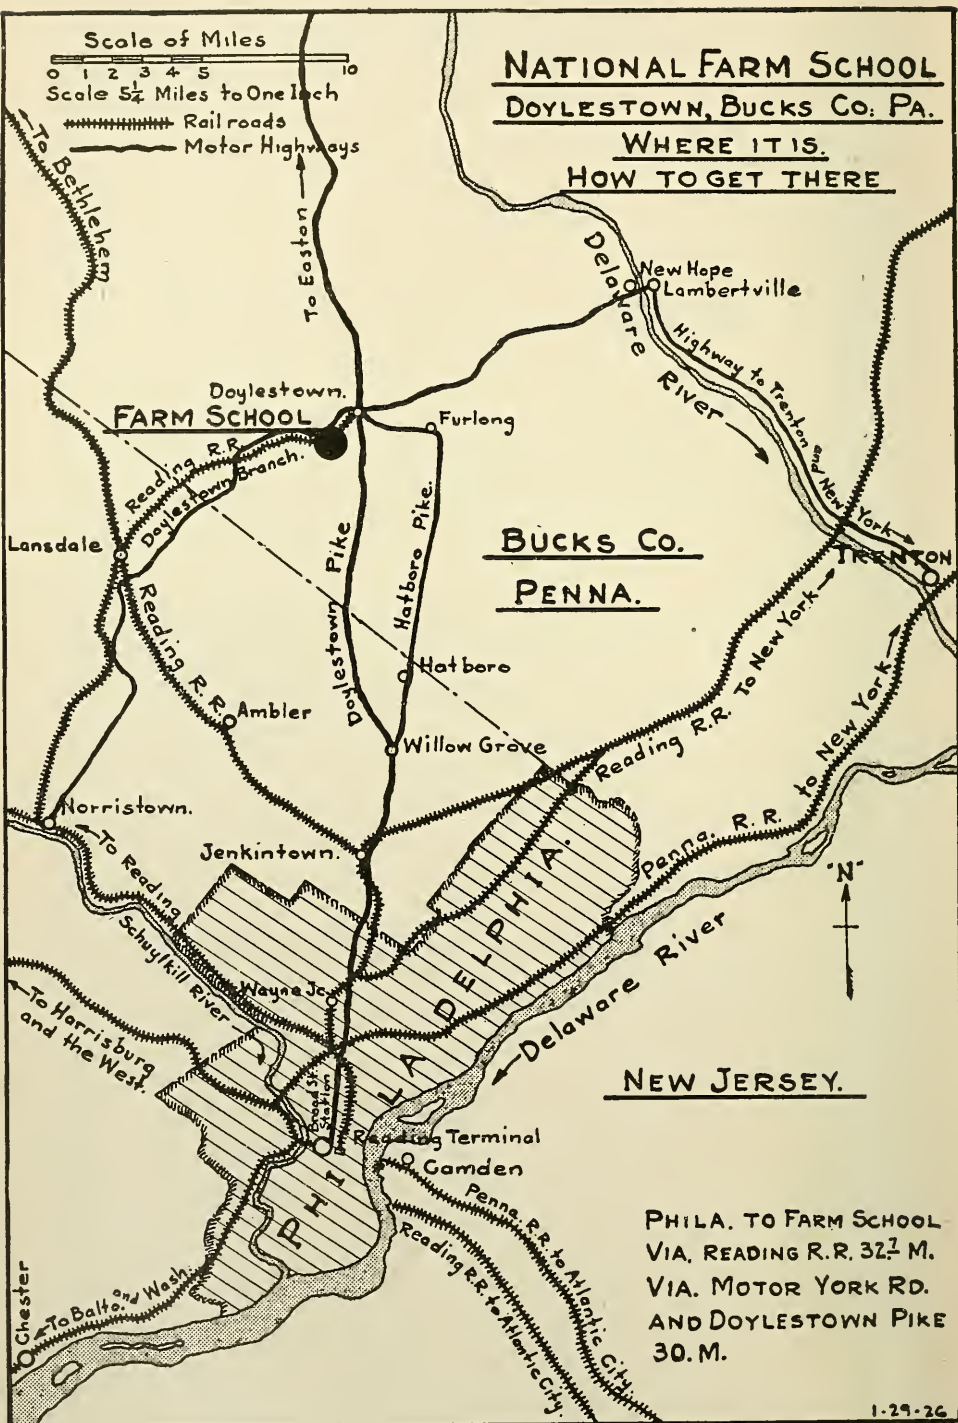 Scale of Miles
0 1 2 3 4 5 10
Scale 5¼ Miles to One Inch
Railroads
Motor Highways
NATIONAL FARM SCHOOL
DOYLESTOWN, BUCKS CO: PA.
WHERE IT IS.
HOW TO GET THERE
To Bethlehem
To Easton
Delaware River
New Hope
Lambertville
Highway to Trenton and New York
Doylestown.
FARM SCHOOL
Furlong
Reading R.R.
Doylestown Branch.
Lansdale
Doylestown Pike
Hatboro Pike.
BUCKS CO.
PENNA.
TRENTON
Reading R.R.
Hatboro
Ambler
Willow Grove
Reading R.R. To New York
Penna. R.R. to New York
Norristown.
Jenkintown.
To Reading
Schuylkill River
"N"
Wayne Jc.
PHILADELPHIA.
Delaware River
To Harrisburg
and the West.
NEW JERSEY.
Broad St.
Station
Reading Terminal
Camden
Penna. R.R. to Atlantic City.
Reading R.R. to Atlantic City.
To Balto. and Wash.
Chester
PHILA. TO FARM SCHOOL
VIA. READING R.R. 32.7 M.
VIA. MOTOR YORK RD.
AND DOYLESTOWN PIKE
30. M.
1-29-26